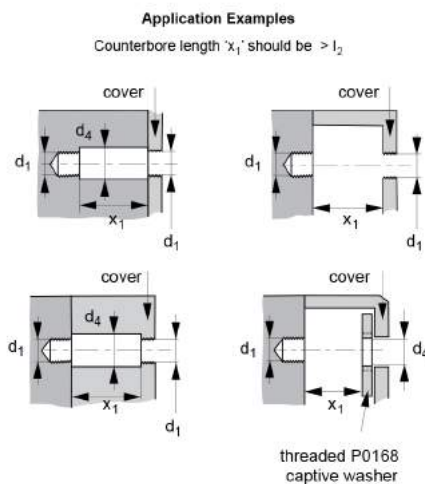 Application Examples
Counterbore length 'x1' should be > l2
cover
cover
d4
d1
d1
x1
x1
d1
d1
cover
cover
d4
d1
d1
d4
x1
x1
d1
threaded P0168
captive washer